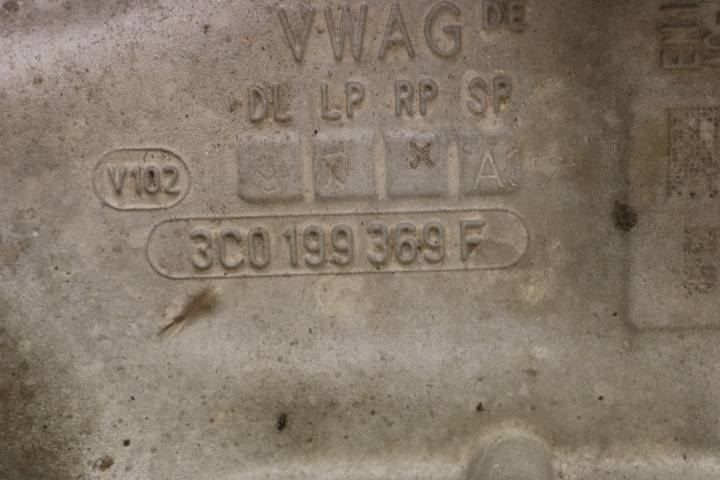 VWAG DE
DL LP RP SP
V102
3C0 199 369 F